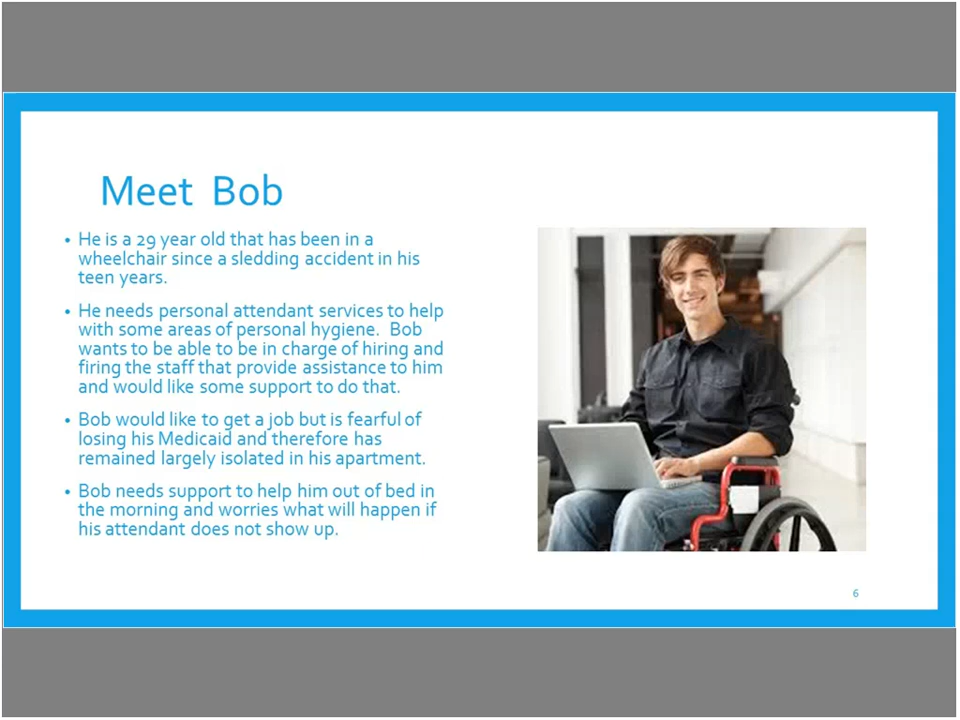 Meet Bob
• He is a 29 year old that has been in a
wheelchair since a sledding accident in his
teen years.
• He needs personal attendant services to help
with some areas of personal hygiene. Bob
wants to be able to be in charge of hiring and
firing the staff that provide assistance to him
and would like some support to do that.
• Bob would like to get a job but is fearful of
losing his Medicaid and therefore has
remained largely isolated in his apartment.
• Bob needs support to help him out of bed in
the morning and worries what will happen if
his attendant does not show up.
6